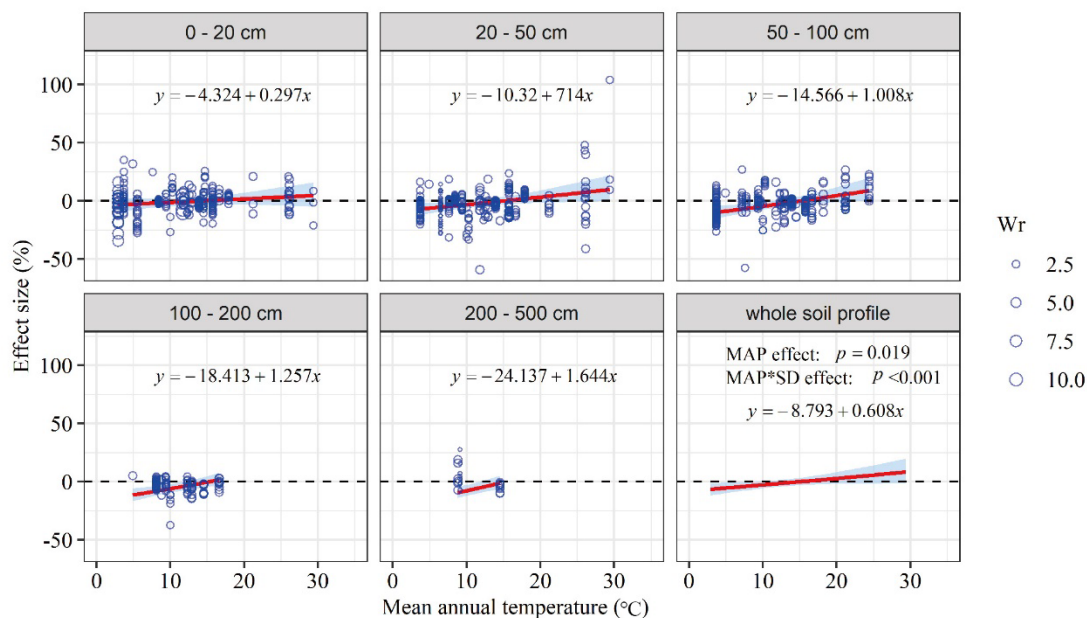 0 - 20 cm
20 - 50 cm
50 - 100 cm
y = −4.324 + 0.297x
y = −10.32 + 714x
y = −14.566 + 1.008x
100
50
0
-50
100 - 200 cm
200 - 500 cm
whole soil profile
y = −18.413 + 1.257x
y = −24.137 + 1.644x
MAP effect: p = 0.019
MAP*SD effect: p <0.001
y = −8.793 + 0.608x
100
50
0
-50
0 10 20 30
0 10 20 30
0 10 20 30
Effect size (%)
Mean annual temperature (°C)
Wr
2.5
5.0
7.5
10.0